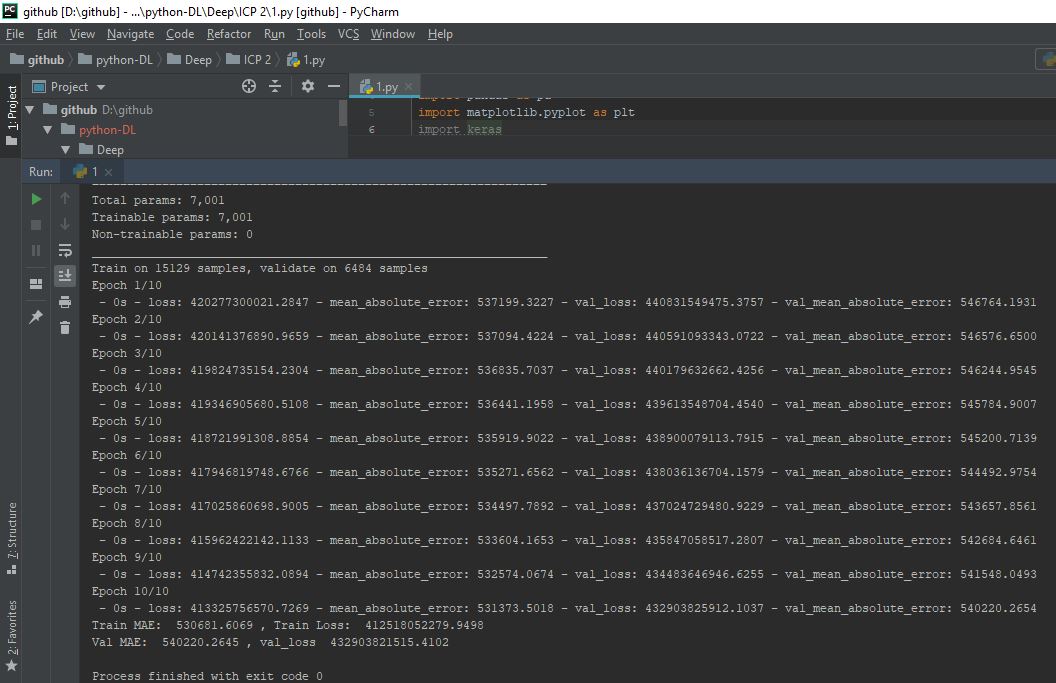 PC github [D:\github] - ...\python-DL\Deep\ICP 2\1.py [github] - PyCharm
File Edit View Navigate Code Refactor Run Tools VCS Window Help
github python-DL Deep ICP 2 1.py
1: Project
Project
1.py
github D:\github
python-DL
Deep
import pandas as pd
5 import matplotlib.pyplot as plt
6 import keras
Run: 1
Total params: 7,001
Trainable params: 7,001
Non-trainable params: 0
Train on 15129 samples, validate on 6484 samples
Epoch 1/10
- 0s - loss: 420277300021.2847 - mean_absolute_error: 537199.3227 - val_loss: 440831549475.3757 - val_mean_absolute_error: 546764.1931
Epoch 2/10
- 0s - loss: 420141376890.9659 - mean_absolute_error: 537094.4224 - val_loss: 440591093343.0722 - val_mean_absolute_error: 546576.6500
Epoch 3/10
- 0s - loss: 419824735154.2304 - mean_absolute_error: 536835.7037 - val_loss: 440179632662.4256 - val_mean_absolute_error: 546244.9545
Epoch 4/10
- 0s - loss: 419346905680.5108 - mean_absolute_error: 536441.1958 - val_loss: 439613548704.4540 - val_mean_absolute_error: 545784.9007
Epoch 5/10
- 0s - loss: 418721991308.8854 - mean_absolute_error: 535919.9022 - val_loss: 438900079113.7915 - val_mean_absolute_error: 545200.7139
Epoch 6/10
- 0s - loss: 417946819748.6766 - mean_absolute_error: 535271.6562 - val_loss: 438036136704.1579 - val_mean_absolute_error: 544492.9754
Epoch 7/10
- 0s - loss: 417025860698.9005 - mean_absolute_error: 534497.7892 - val_loss: 437024729480.9229 - val_mean_absolute_error: 543657.8561
Epoch 8/10
- 0s - loss: 415962422142.1133 - mean_absolute_error: 533604.1653 - val_loss: 435847058517.2807 - val_mean_absolute_error: 542684.6461
Epoch 9/10
- 0s - loss: 414742355832.0894 - mean_absolute_error: 532574.0674 - val_loss: 434483646946.6255 - val_mean_absolute_error: 541548.0493
Epoch 10/10
- 0s - loss: 413325756570.7269 - mean_absolute_error: 531373.5018 - val_loss: 432903825912.1037 - val_mean_absolute_error: 540220.2654
Train MAE: 530681.6069 , Train Loss: 412518052279.9498
Val MAE: 540220.2645 , val_loss 432903821515.4102
Process finished with exit code 0
7: Structure
2: Favorites